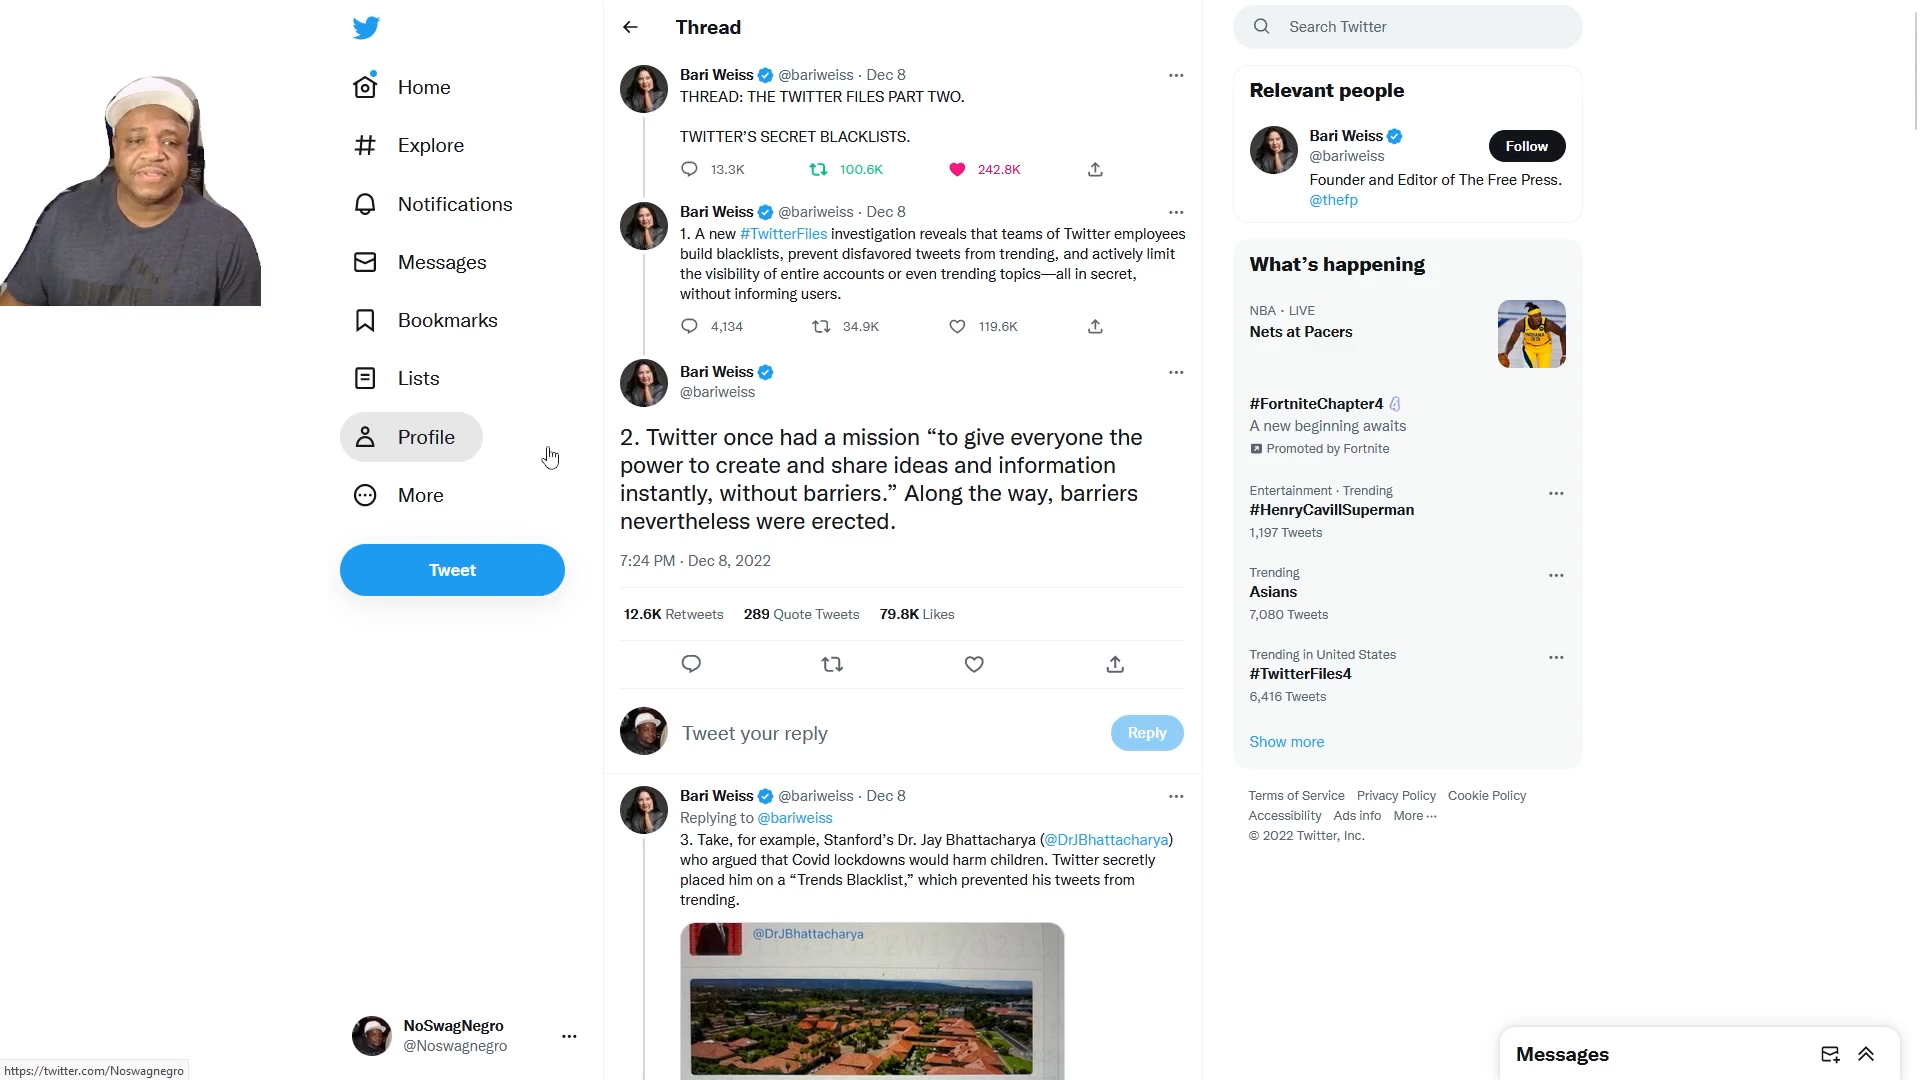 Home
Explore
Notifications
Messages
Bookmarks
Lists
Profile
More
Tweet
NoSwagNegro
@Noswagnegro
https://twitter.com/Noswagnegro
Thread
Bari Weiss @bariweiss · Dec 8
THREAD: THE TWITTER FILES PART TWO.
TWITTER'S SECRET BLACKLISTS.
13.3K 100.6K 242.8K
Bari Weiss @bariweiss · Dec 8
1. A new #TwitterFiles investigation reveals that teams of Twitter employees
build blacklists, prevent disfavored tweets from trending, and actively limit
the visibility of entire accounts or even trending topics—all in secret,
without informing users.
4,134 34.9K 119.6K
Bari Weiss
@bariweiss
2. Twitter once had a mission “to give everyone the
power to create and share ideas and information
instantly, without barriers.” Along the way, barriers
nevertheless were erected.
7:24 PM · Dec 8, 2022
12.6K Retweets 289 Quote Tweets 79.8K Likes
Tweet your reply
Reply
Bari Weiss @bariweiss · Dec 8
Replying to @bariweiss
3. Take, for example, Stanford’s Dr. Jay Bhattacharya (@DrJBhattacharya)
who argued that Covid lockdowns would harm children. Twitter secretly
placed him on a “Trends Blacklist,” which prevented his tweets from
trending.
@DrJBhattacharya
Search Twitter
Relevant people
Bari Weiss
@bariweiss
Follow
Founder and Editor of The Free Press.
@thefp
What’s happening
NBA · LIVE
Nets at Pacers
#FortniteChapter4
A new beginning awaits
Promoted by Fortnite
Entertainment · Trending
#HenryCavillSuperman
1,197 Tweets
Trending
Asians
7,080 Tweets
Trending in United States
#TwitterFiles4
6,416 Tweets
Show more
Terms of Service Privacy Policy Cookie Policy
Accessibility Ads info More ···
© 2022 Twitter, Inc.
Messages